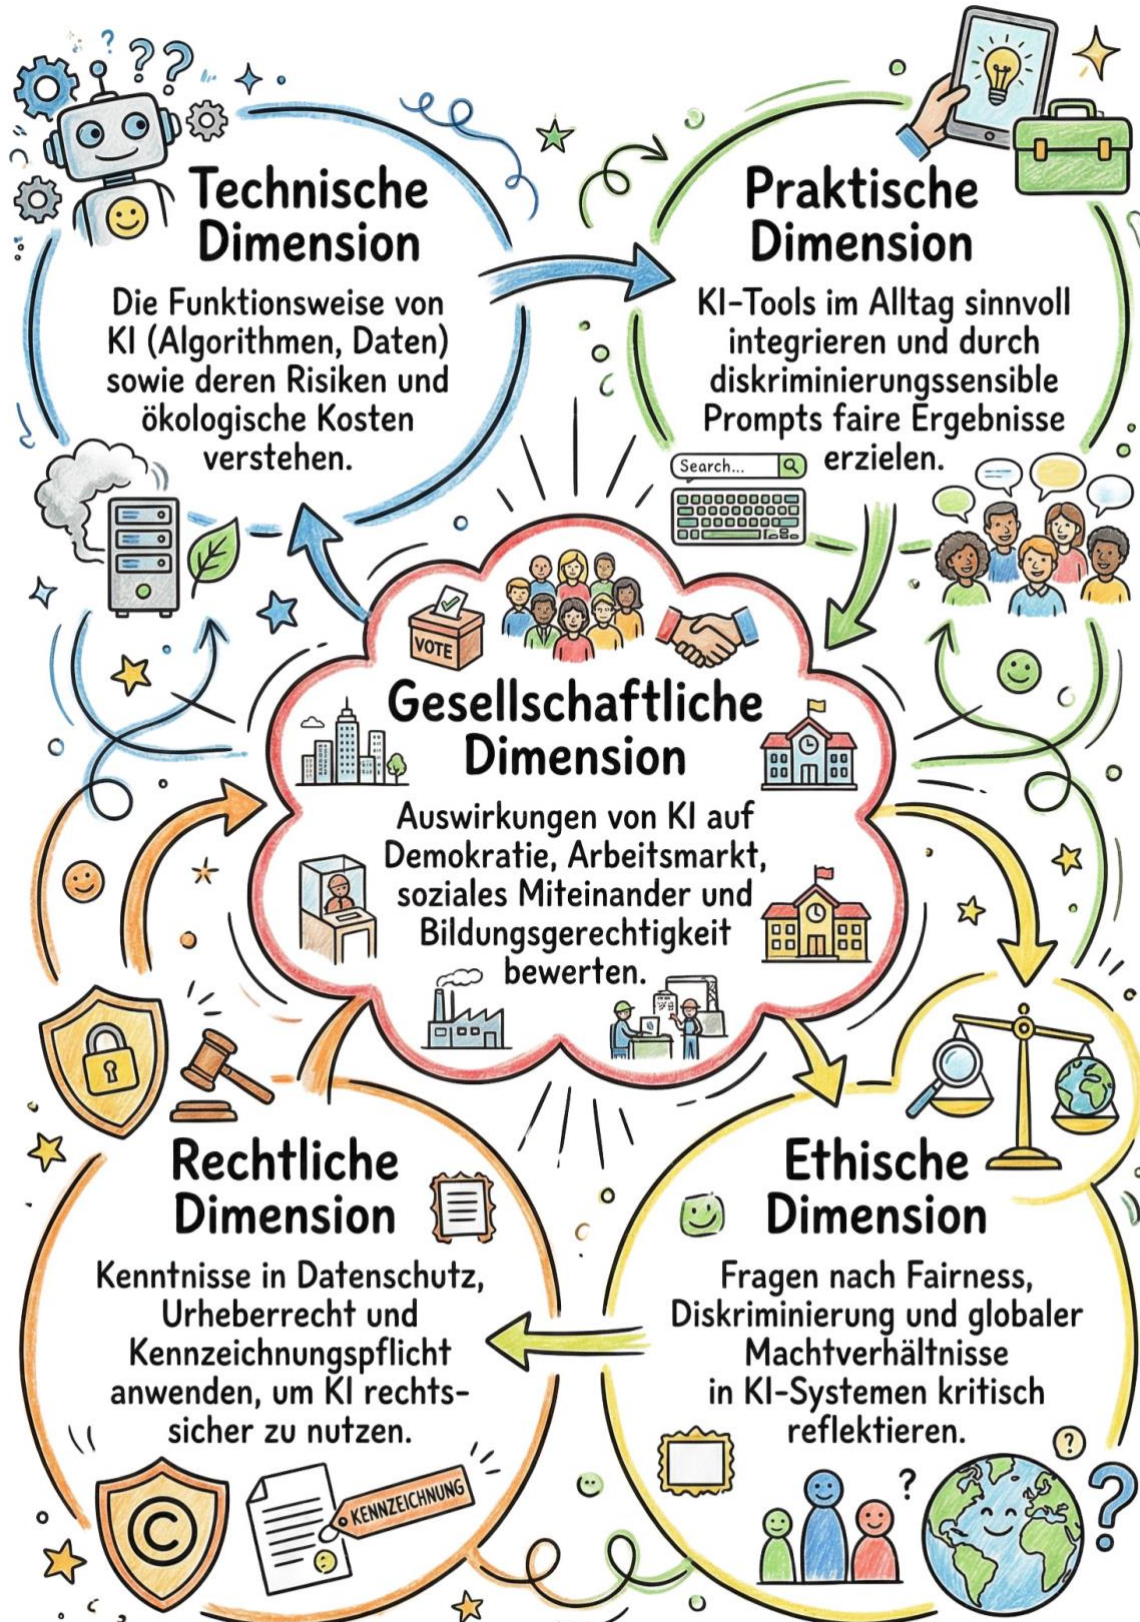 Technische
Dimension
Die Funktionsweise von
KI (Algorithmen, Daten)
sowie deren Risiken und
ökologische Kosten
verstehen.
Praktische
Dimension
KI-Tools im Alltag sinnvoll
integrieren und durch
diskriminierungssensible
Prompts faire Ergebnisse
erzielen.
Search...
VOTE
Gesellschaftliche
Dimension
Auswirkungen von KI auf
Demokratie, Arbeitsmarkt,
soziales Miteinander und
Bildungsgerechtigkeit
bewerten.
Rechtliche
Dimension
Kenntnisse in Datenschutz,
Urheberrecht und
Kennzeichnungspflicht
anwenden, um KI rechts-
sicher zu nutzen.
©
KENNZEICHNUNG
Ethische
Dimension
Fragen nach Fairness,
Diskriminierung und globaler
Machtverhältnisse
in KI-Systemen kritisch
reflektieren.